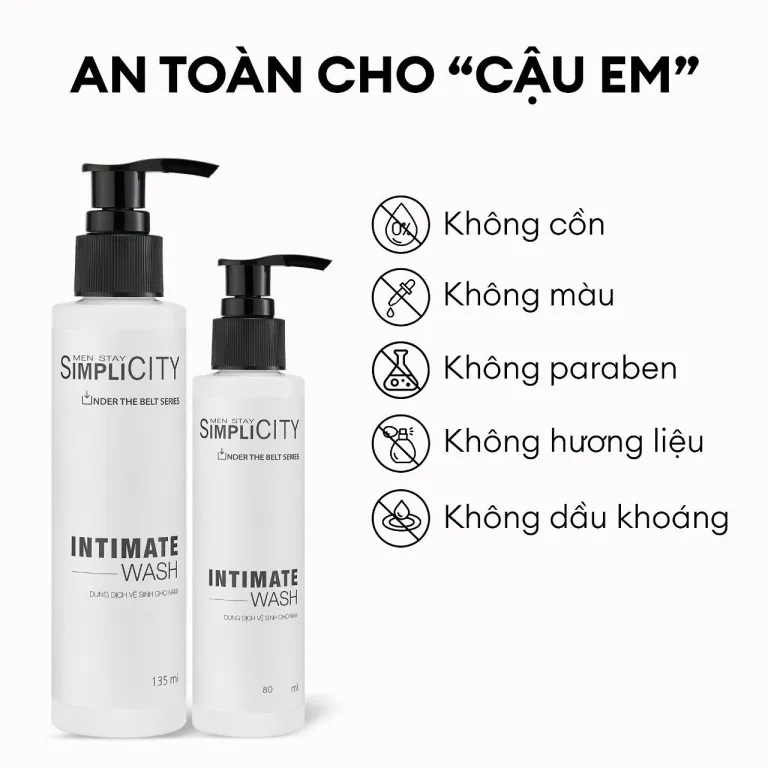 AN TOÀN CHO “CẬU EM”
0%
Không cồn
Không màu
Không paraben
Không hương liệu
Không dầu khoáng
MEN STAY
SIMPLICITY
UNDER THE BELT SERIES
INTIMATE
WASH
DUNG DỊCH VỆ SINH CHO NAM
135 ml
MEN STAY
SIMPLICITY
UNDER THE BELT SERIES
INTIMATE
WASH
DUNG DỊCH VỆ SINH CHO NAM
80 ml